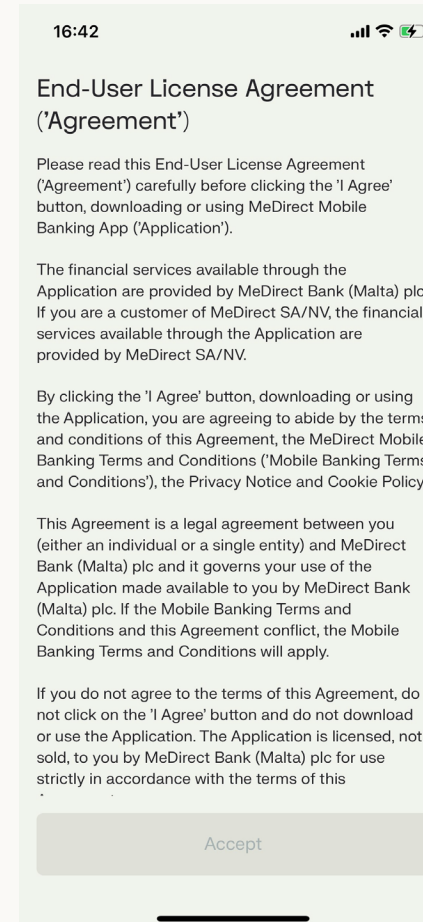 16:42
End-User License Agreement
('Agreement')
Please read this End-User License Agreement
('Agreement') carefully before clicking the 'I Agree'
button, downloading or using MeDirect Mobile
Banking App ('Application').
The financial services available through the
Application are provided by MeDirect Bank (Malta) plc
If you are a customer of MeDirect SA/NV, the financial
services available through the Application are
provided by MeDirect SA/NV.
By clicking the 'I Agree' button, downloading or using
the Application, you are agreeing to abide by the terms
and conditions of this Agreement, the MeDirect Mobile
Banking Terms and Conditions ('Mobile Banking Terms
and Conditions'), the Privacy Notice and Cookie Policy
This Agreement is a legal agreement between you
(either an individual or a single entity) and MeDirect
Bank (Malta) plc and it governs your use of the
Application made available to you by MeDirect Bank
(Malta) plc. If the Mobile Banking Terms and
Conditions and this Agreement conflict, the Mobile
Banking Terms and Conditions will apply.
If you do not agree to the terms of this Agreement, do
not click on the 'I Agree' button and do not download
or use the Application. The Application is licensed, not
sold, to you by MeDirect Bank (Malta) plc for use
strictly in accordance with the terms of this
Accept